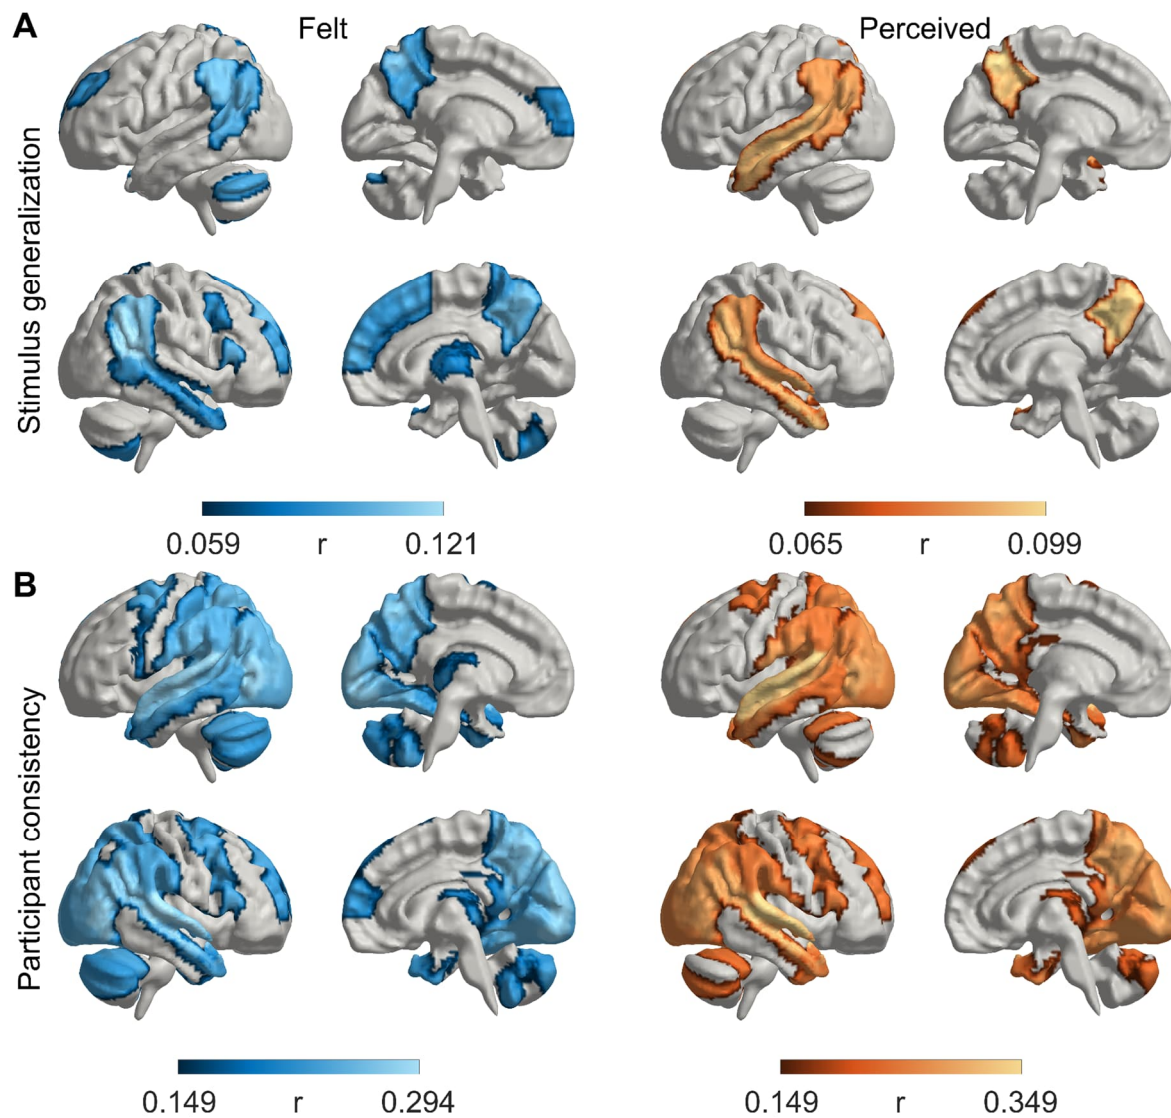 A
Felt
Perceived
Stimulus generalization
0.059 r 0.121
0.065 r 0.099
B
Participant consistency
0.149 r 0.294
0.149 r 0.349